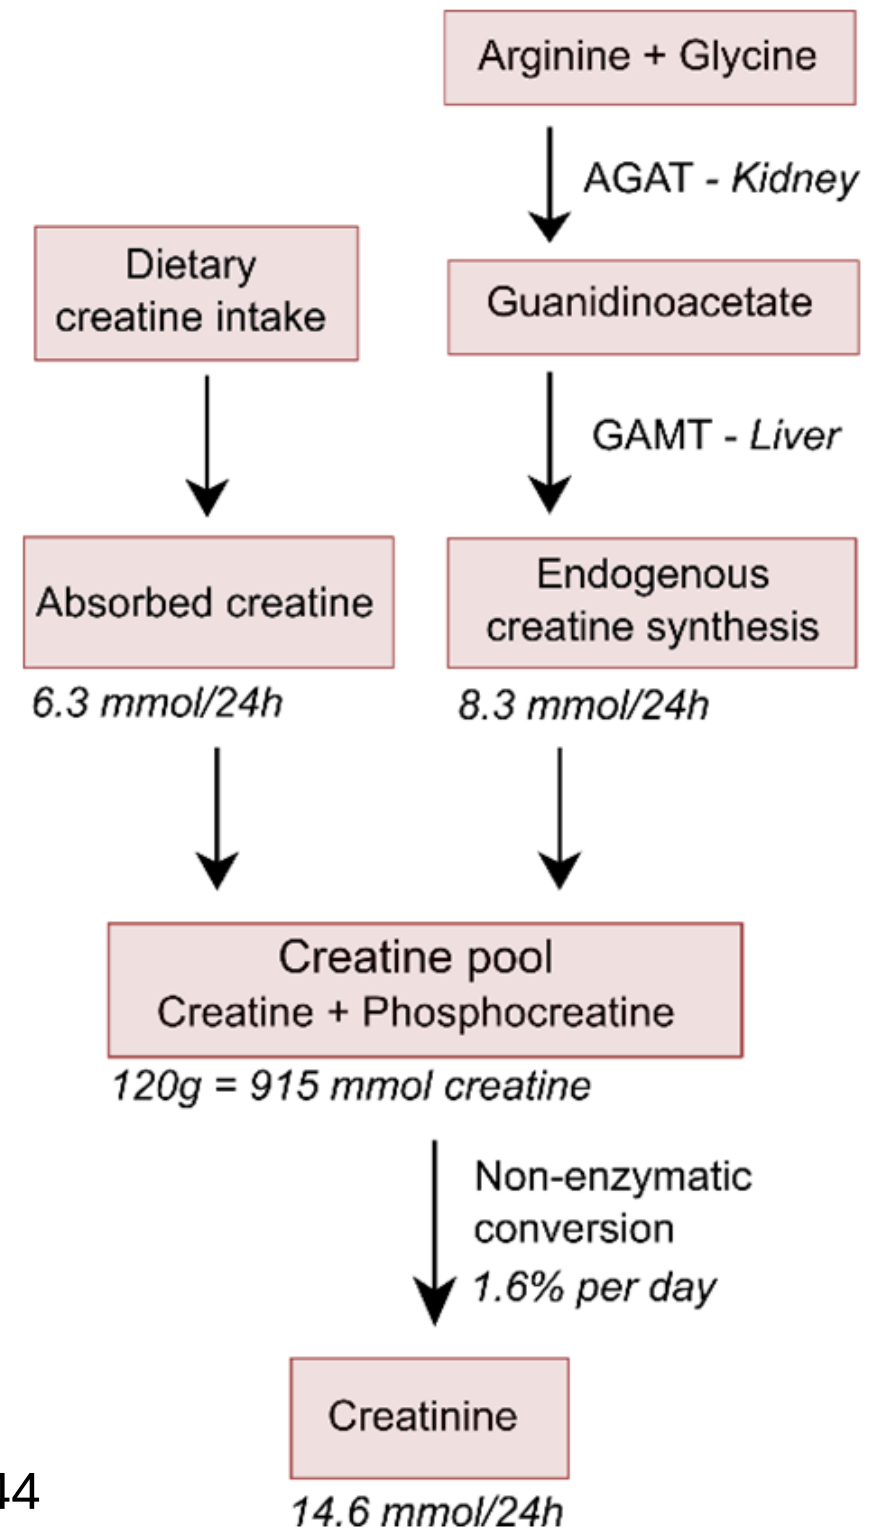 Arginine + Glycine
AGAT - Kidney
Dietary
creatine intake
Guanidinoacetate
GAMT - Liver
Absorbed creatine
Endogenous
creatine synthesis
6.3 mmol/24h
8.3 mmol/24h
Creatine pool
Creatine + Phosphocreatine
120g = 915 mmol creatine
Non-enzymatic
conversion
1.6% per day
Creatinine
44
14.6 mmol/24h